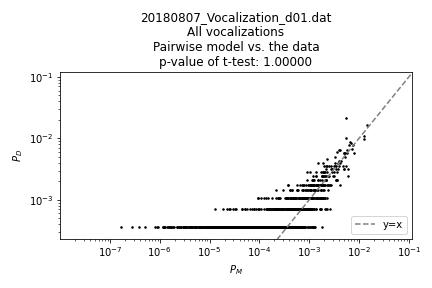 20180807_Vocalization_d01.dat
All vocalizations
Pairwise model vs. the data
p-value of t-test: 1.00000
10⁻¹
10⁻²
10⁻³
P_D
10⁻⁷ 10⁻⁶ 10⁻⁵ 10⁻⁴ 10⁻³ 10⁻² 10⁻¹
P_M
y=x